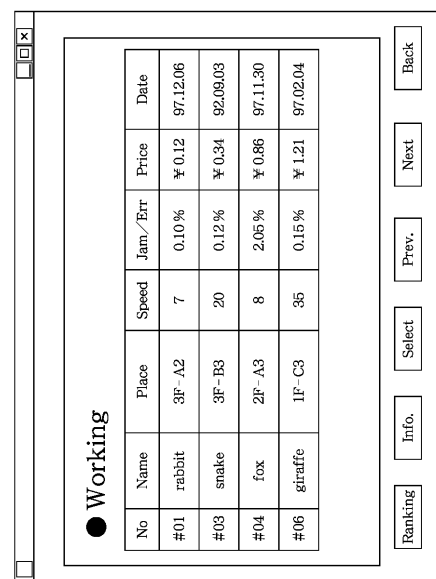 ● Working
No Name Place Speed Jam/Err Price Date
#01 rabbit 3F-A2 7 0.10% ¥0.12 97.12.06
#03 snake 3F-B3 20 0.12% ¥0.34 92.09.03
#04 fox 2F-A3 8 2.05% ¥0.86 97.11.30
#06 giraffe 1F-C3 35 0.15% ¥1.21 97.02.04
Ranking Info. Select Prev. Next Back